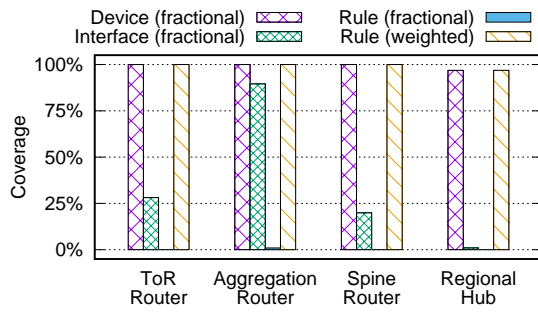 Device (fractional) Rule (fractional)
Interface (fractional) Rule (weighted)
100%
75%
50%
25%
0%
Coverage
ToR Aggregation Spine Regional
Router Router Router Hub